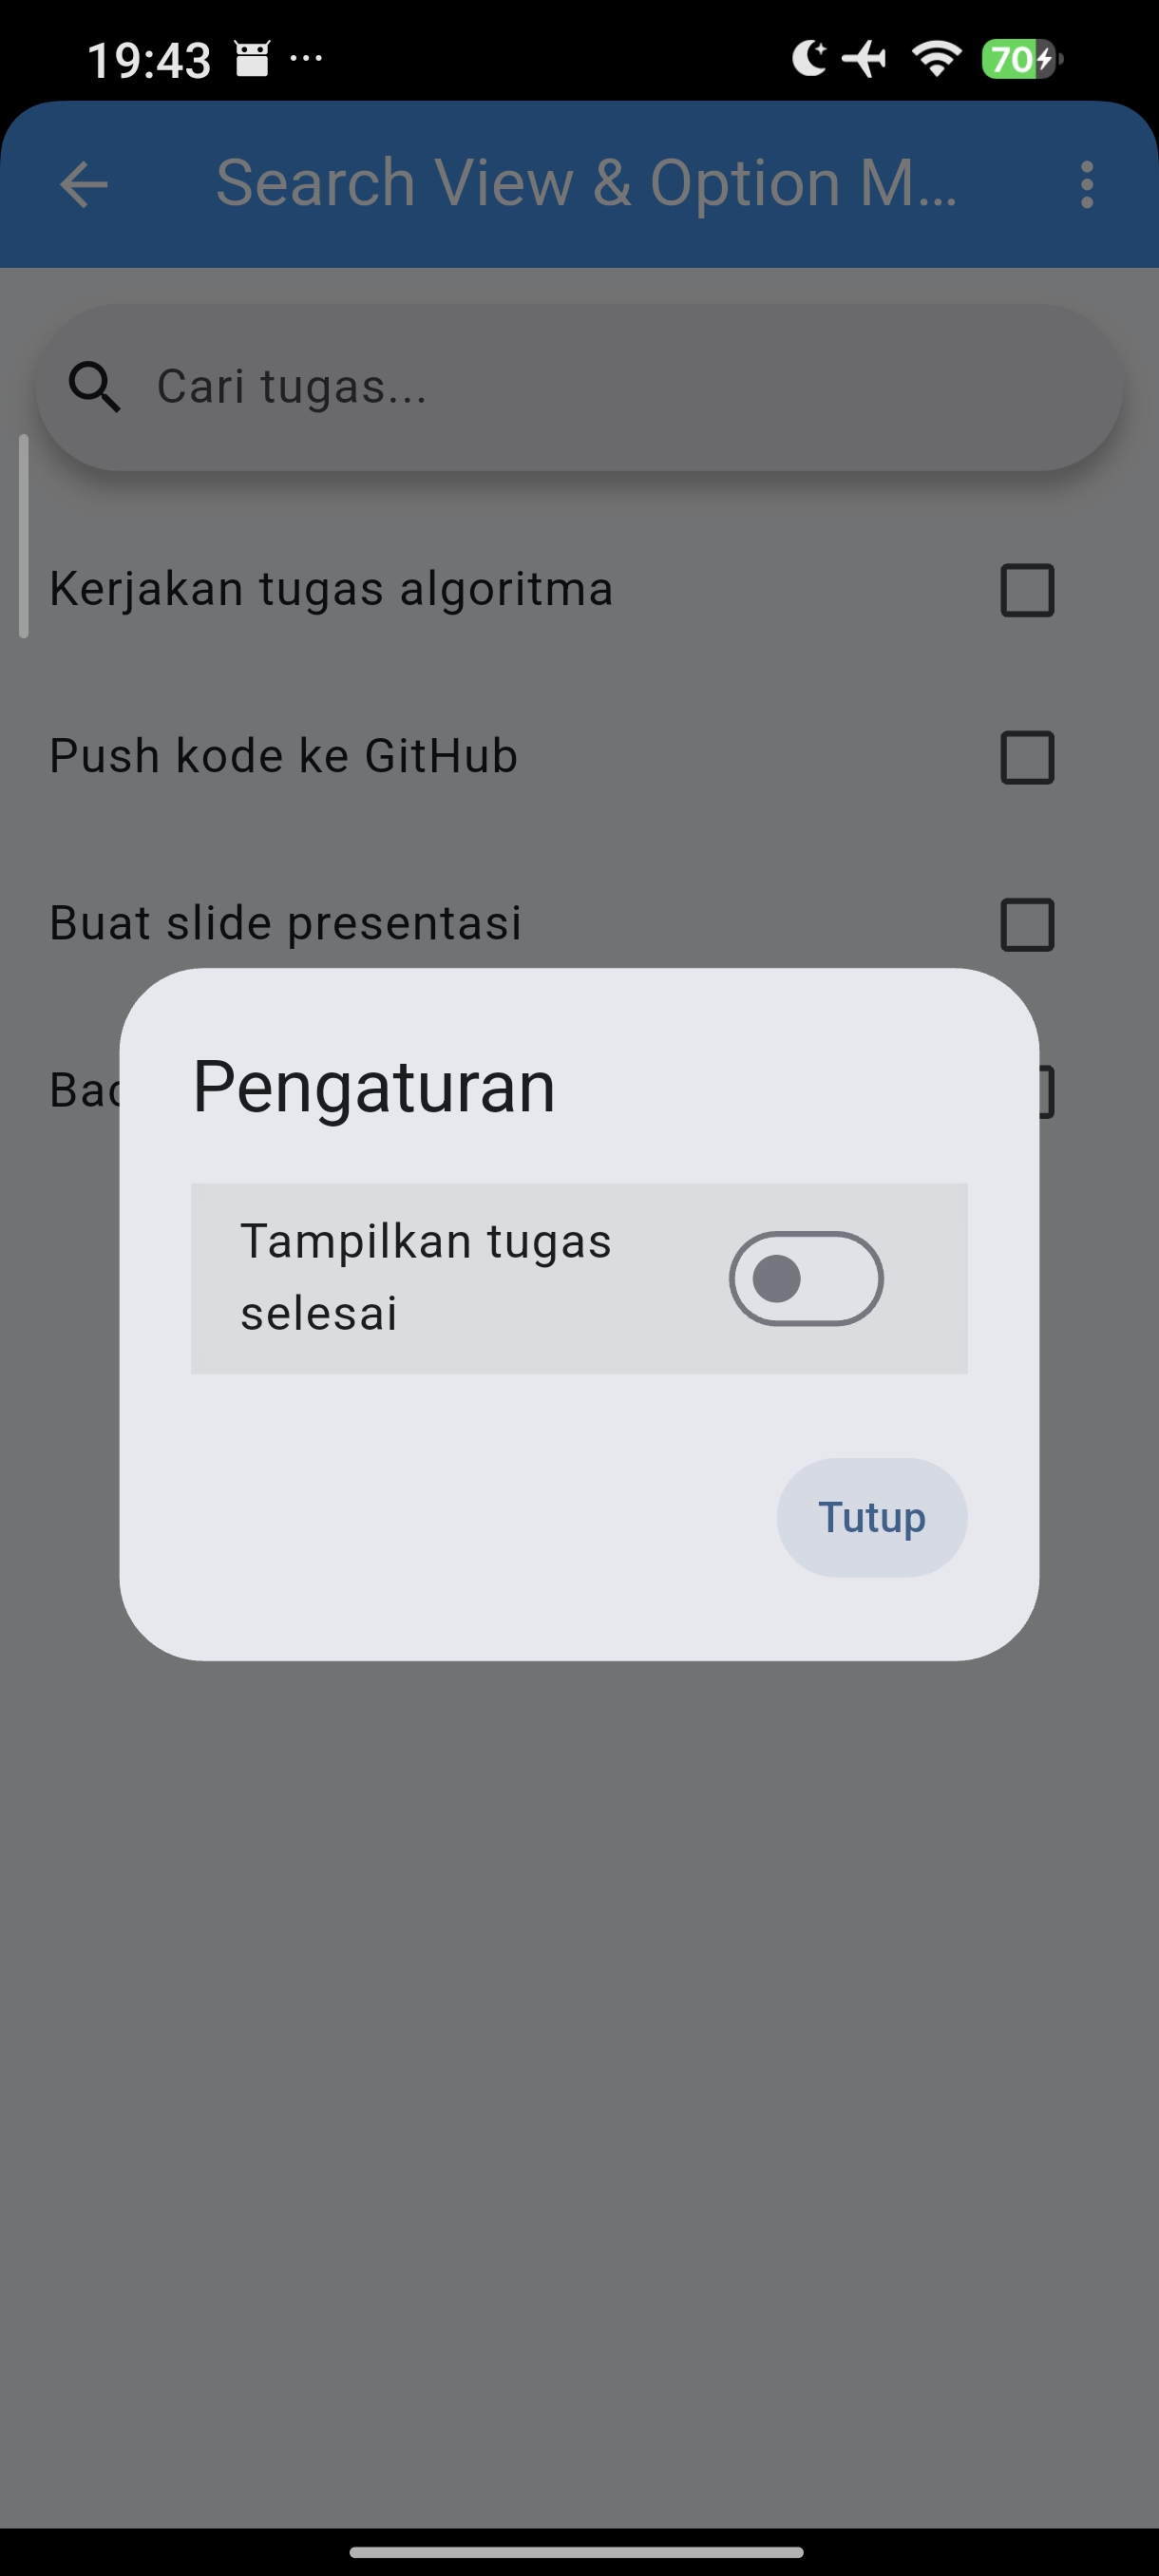 19:43
70
Search View & Option M...
Cari tugas...
Kerjakan tugas algoritma
Push kode ke GitHub
Buat slide presentasi
Pengaturan
Tampilkan tugas
selesai
Tutup